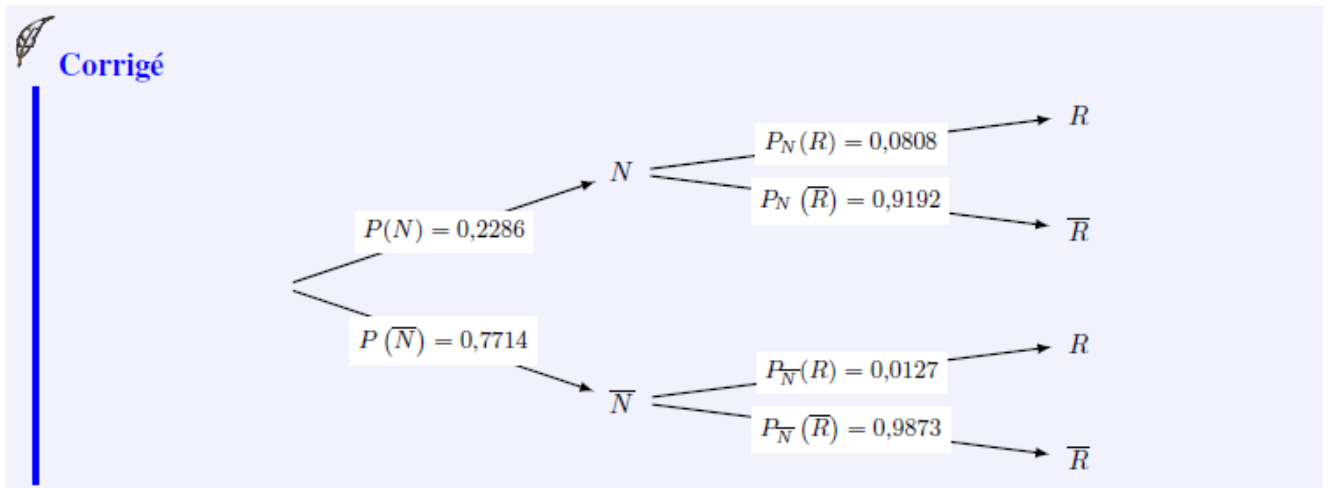 Corrigé
R
P_N(R) = 0,0808
N
P_N (R̅) = 0,9192
P(N) = 0,2286
R̅
P (N̅) = 0,7714
R
P_N̅(R) = 0,0127
N̅
P_N̅ (R̅) = 0,9873
R̅